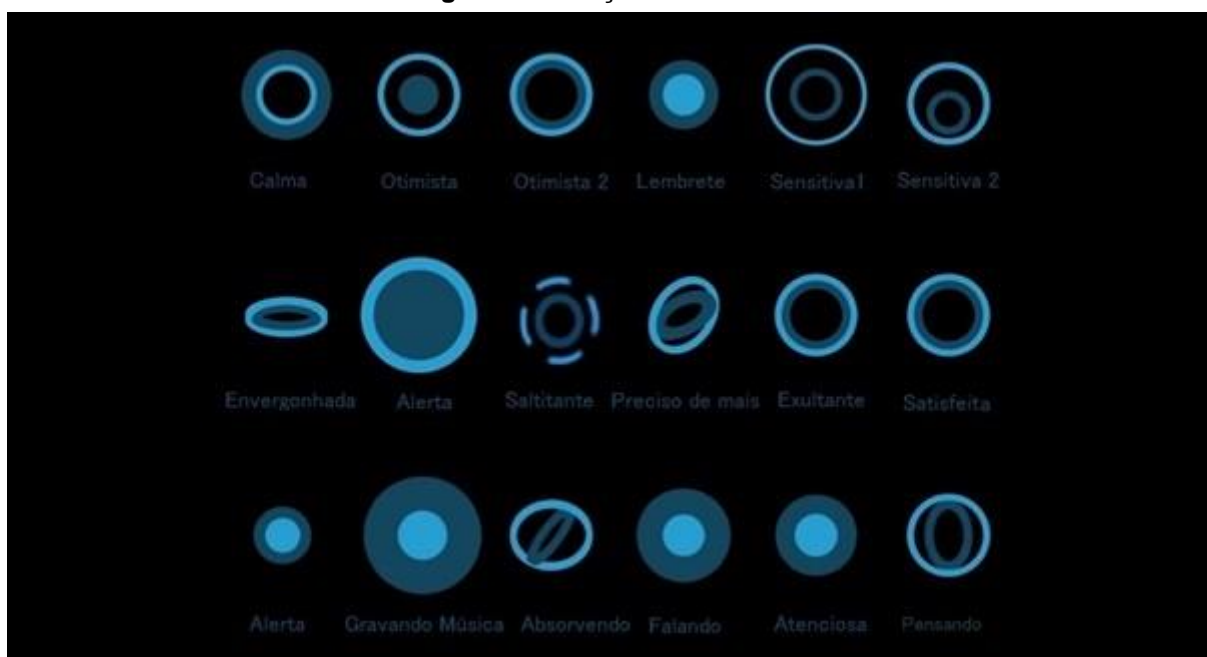 Calma Otimista Otimista 2 Lembrete Sensitiva1 Sensitiva 2
Envergonhada Alerta Saltitante Preciso de mais Exultante Satisfeita
Alerta Gravando Música Absorvendo Falando Atenciosa Pensando